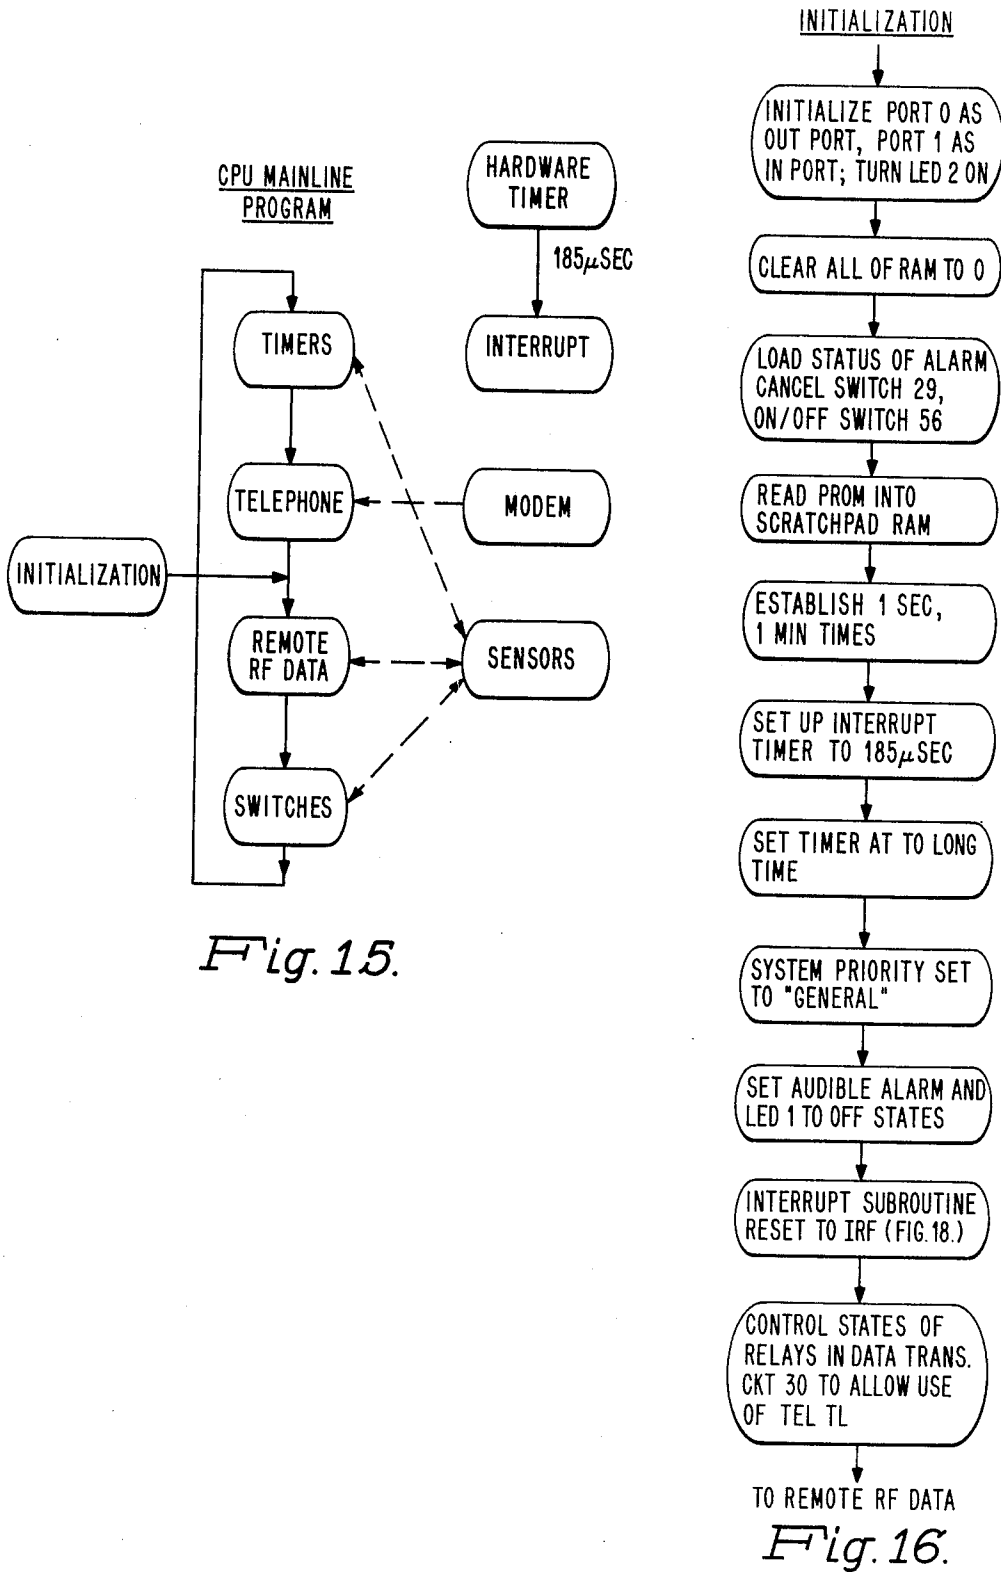 CPU MAINLINE
PROGRAM
HARDWARE
TIMER
185μSEC
INTERRUPT
TIMERS
TELEPHONE
MODEM
INITIALIZATION
REMOTE
RF DATA
SENSORS
SWITCHES
Fig. 15.
INITIALIZATION
INITIALIZE PORT 0 AS
OUT PORT, PORT 1 AS
IN PORT; TURN LED 2 ON
CLEAR ALL OF RAM TO 0
LOAD STATUS OF ALARM
CANCEL SWITCH 29,
ON/OFF SWITCH 56
READ PROM INTO
SCRATCHPAD RAM
ESTABLISH 1 SEC,
1 MIN TIMES
SET UP INTERRUPT
TIMER TO 185μSEC
SET TIMER AT TO LONG
TIME
SYSTEM PRIORITY SET
TO "GENERAL"
SET AUDIBLE ALARM AND
LED 1 TO OFF STATES
INTERRUPT SUBROUTINE
RESET TO IRF (FIG. 18.)
CONTROL STATES OF
RELAYS IN DATA TRANS.
CKT 30 TO ALLOW USE
OF TEL TL
TO REMOTE RF DATA
Fig. 16.